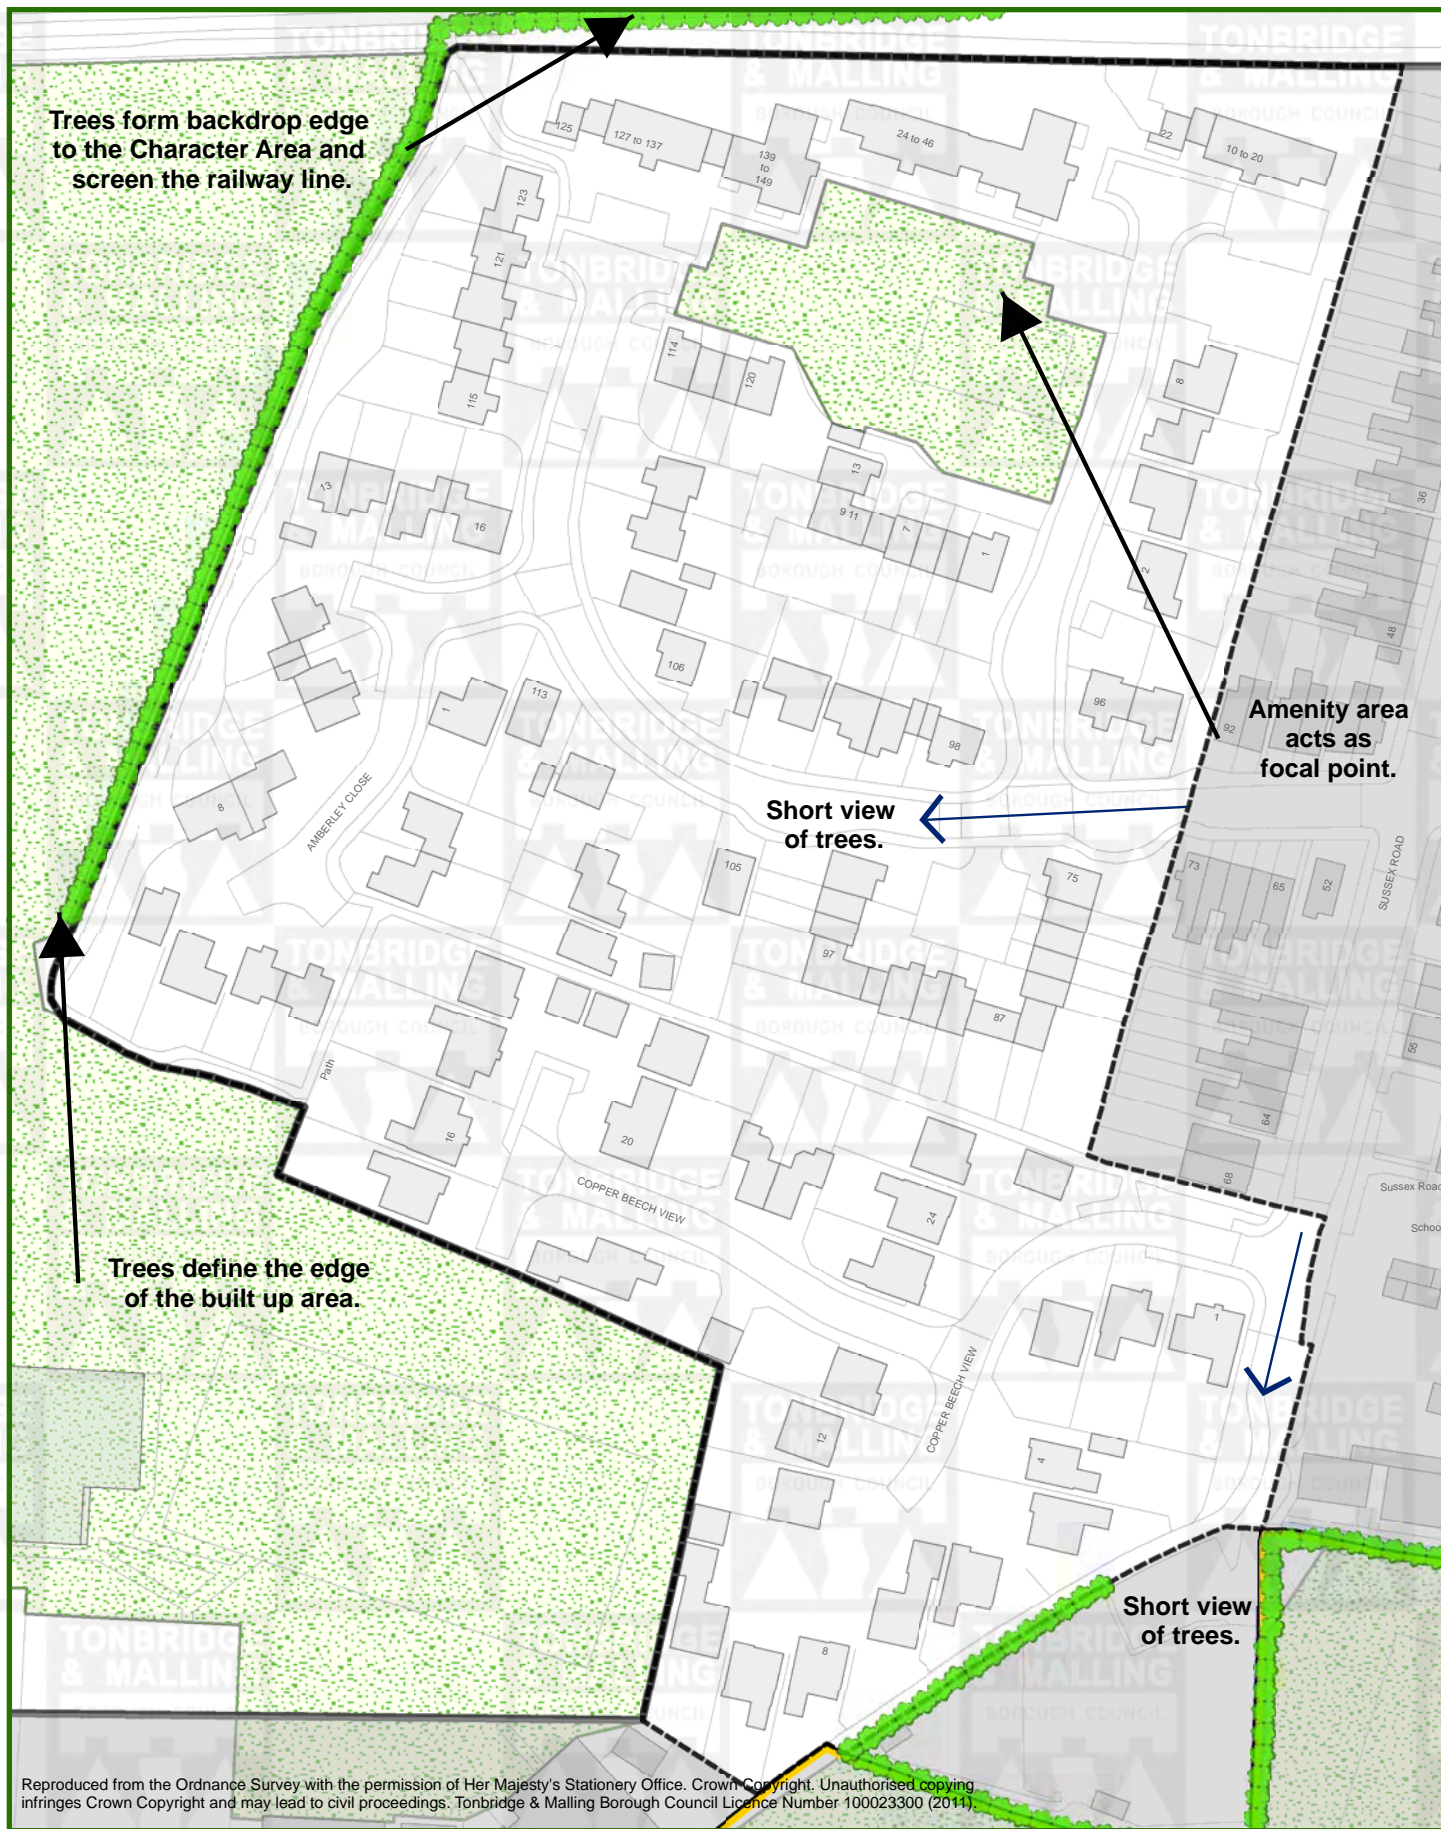 Trees form backdrop edge
to the Character Area and
screen the railway line.
125
127 to 137
139
to
149
24 to 46
22
10 to 20
123
121
115
114
120
8
13
16
13
9 11
7
1
2
36
48
106
1
113
98
96
92
Amenity area
acts as
focal point.
8
AMBERLEY CLOSE
Short view
of trees.
105
75
73
65
52
SUSSEX ROAD
97
87
55
Path
16
20
64
68
COPPER BEECH VIEW
24
Sussex Road
Schoo
Trees define the edge
of the built up area.
1
COPPER BEECH VIEW
12
4
8
Short view
of trees.
TONBRIDGE
& MALLING
BOROUGH COUNCIL
Reproduced from the Ordnance Survey with the permission of Her Majesty's Stationery Office. Crown Copyright. Unauthorised copying
infringes Crown Copyright and may lead to civil proceedings. Tonbridge & Malling Borough Council Licence Number 100023300 (2011).